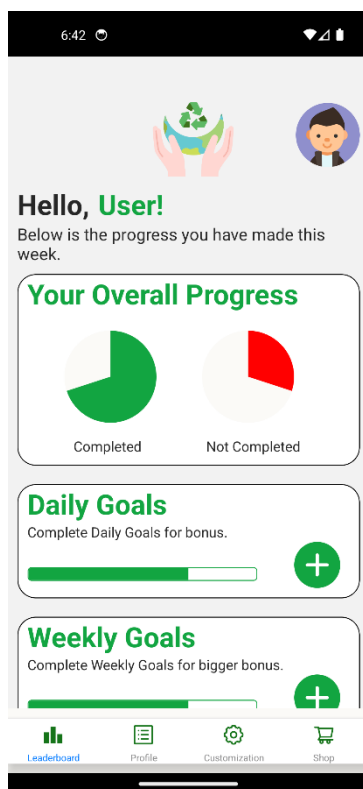 6:42
Hello, User!
Below is the progress you have made this
week.
Your Overall Progress
Completed Not Completed
Daily Goals
Complete Daily Goals for bonus.
Weekly Goals
Complete Weekly Goals for bigger bonus.
Leaderboard Profile Customization Shop